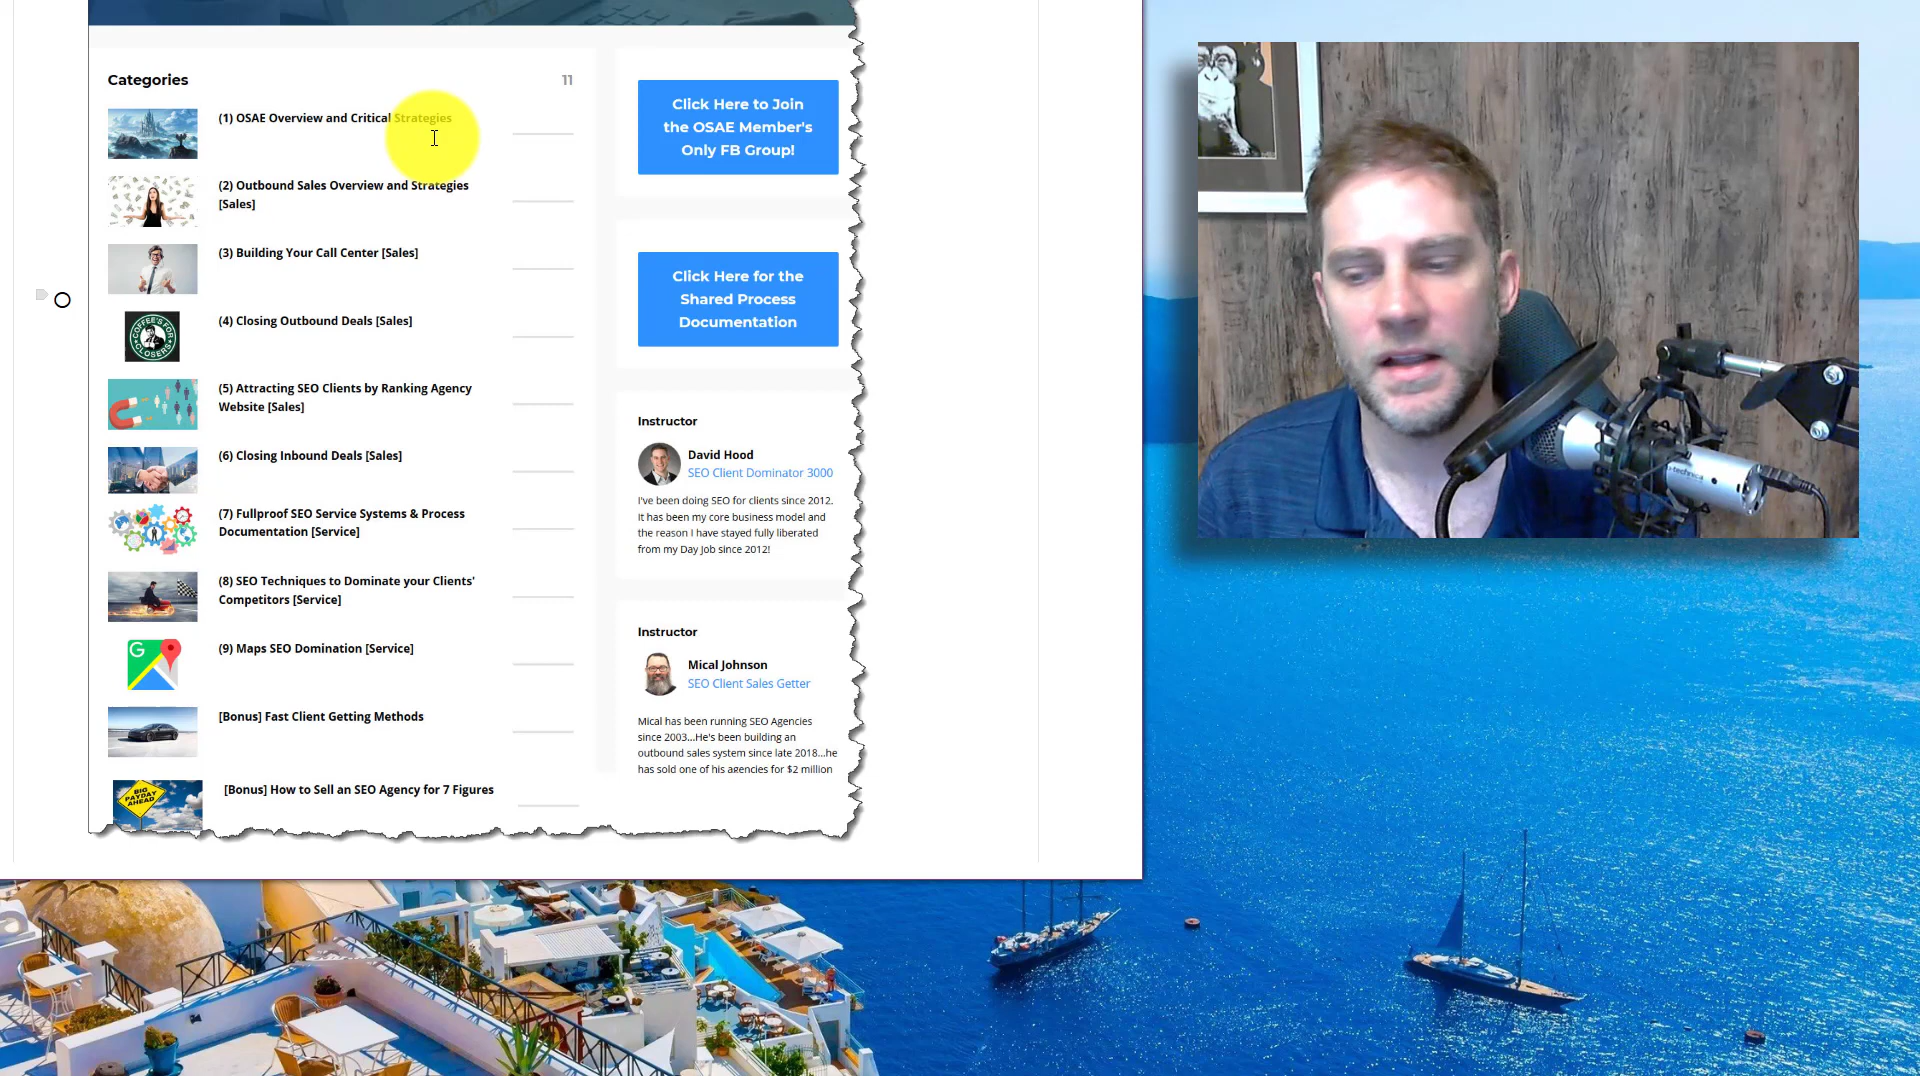 Categories
11
(1) OSAE Overview and Critical Strategies
(2) Outbound Sales Overview and Strategies
[Sales]
(3) Building Your Call Center [Sales]
COFFEE'S FOR
CLOSERS
(4) Closing Outbound Deals [Sales]
(5) Attracting SEO Clients by Ranking Agency
Website [Sales]
(6) Closing Inbound Deals [Sales]
(7) Fullproof SEO Service Systems & Process
Documentation [Service]
(8) SEO Techniques to Dominate your Clients'
Competitors [Service]
G
(9) Maps SEO Domination [Service]
[Bonus] Fast Client Getting Methods
BIG
PAYDAY
AHEAD
[Bonus] How to Sell an SEO Agency for 7 Figures
Click Here to Join
the OSAE Member's
Only FB Group!
Click Here for the
Shared Process
Documentation
Instructor
David Hood
SEO Client Dominator 3000
I've been doing SEO for clients since 2012.
It has been my core business model and
the reason I have stayed fully liberated
from my Day Job since 2012!
Instructor
Mical Johnson
SEO Client Sales Getter
Mical has been running SEO Agencies
since 2003...He's been building an
outbound sales system since late 2018...he
has sold one of his agencies for $2 million